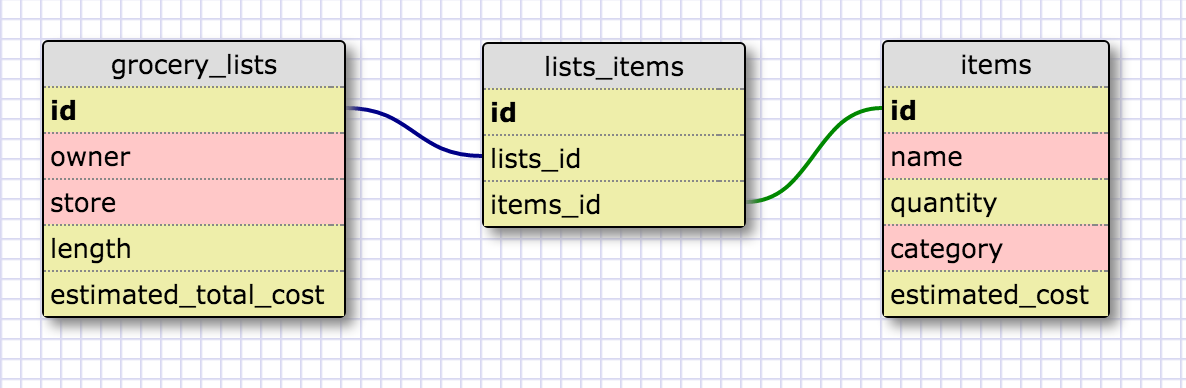 grocery_lists
id
owner
store
length
estimated_total_cost
lists_items
id
lists_id
items_id
items
id
name
quantity
category
estimated_cost